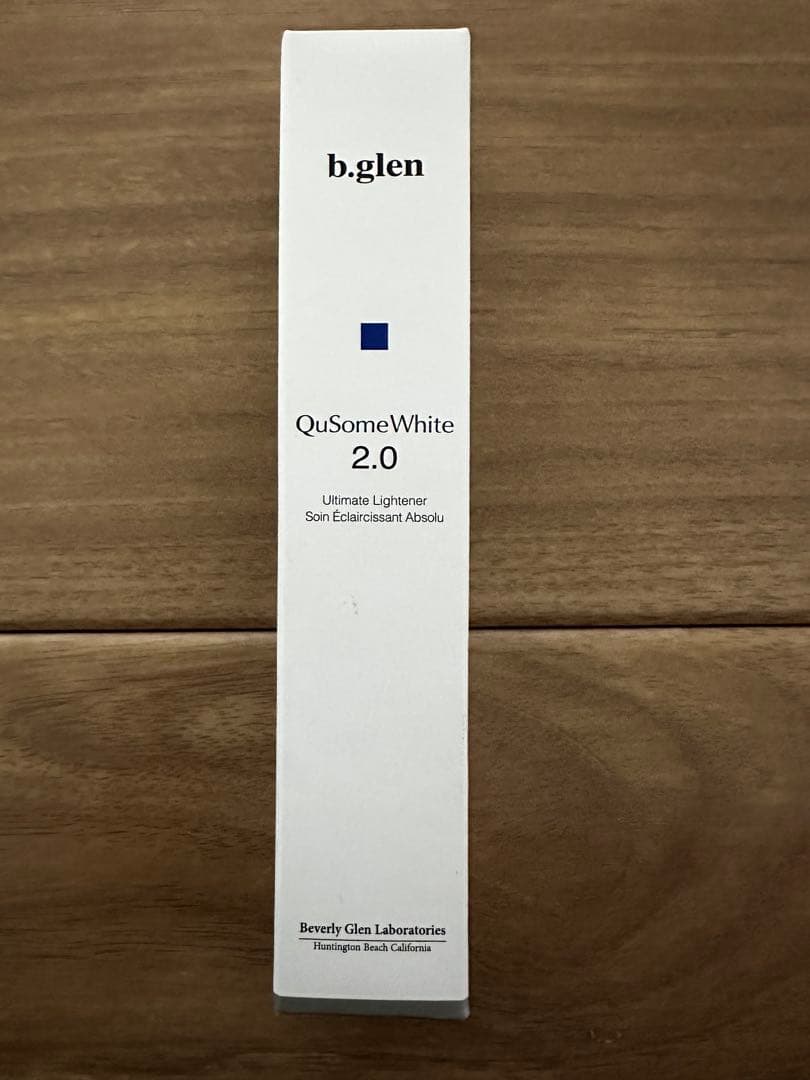 b.glen
QuSomeWhite
2.0
Ultimate Lightener
Soin Éclaircissant Absolu
Beverly Glen Laboratories
Huntington Beach California